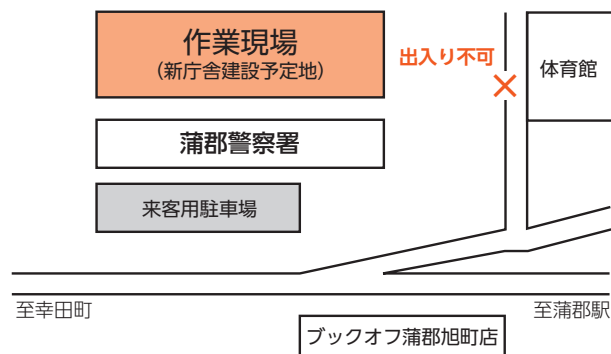 作業現場
(新庁舎建設予定地)
出入り不可
体育館
蒲郡警察署
来客用駐車場
至幸田町
至蒲郡駅
ブックオフ蒲郡旭町店